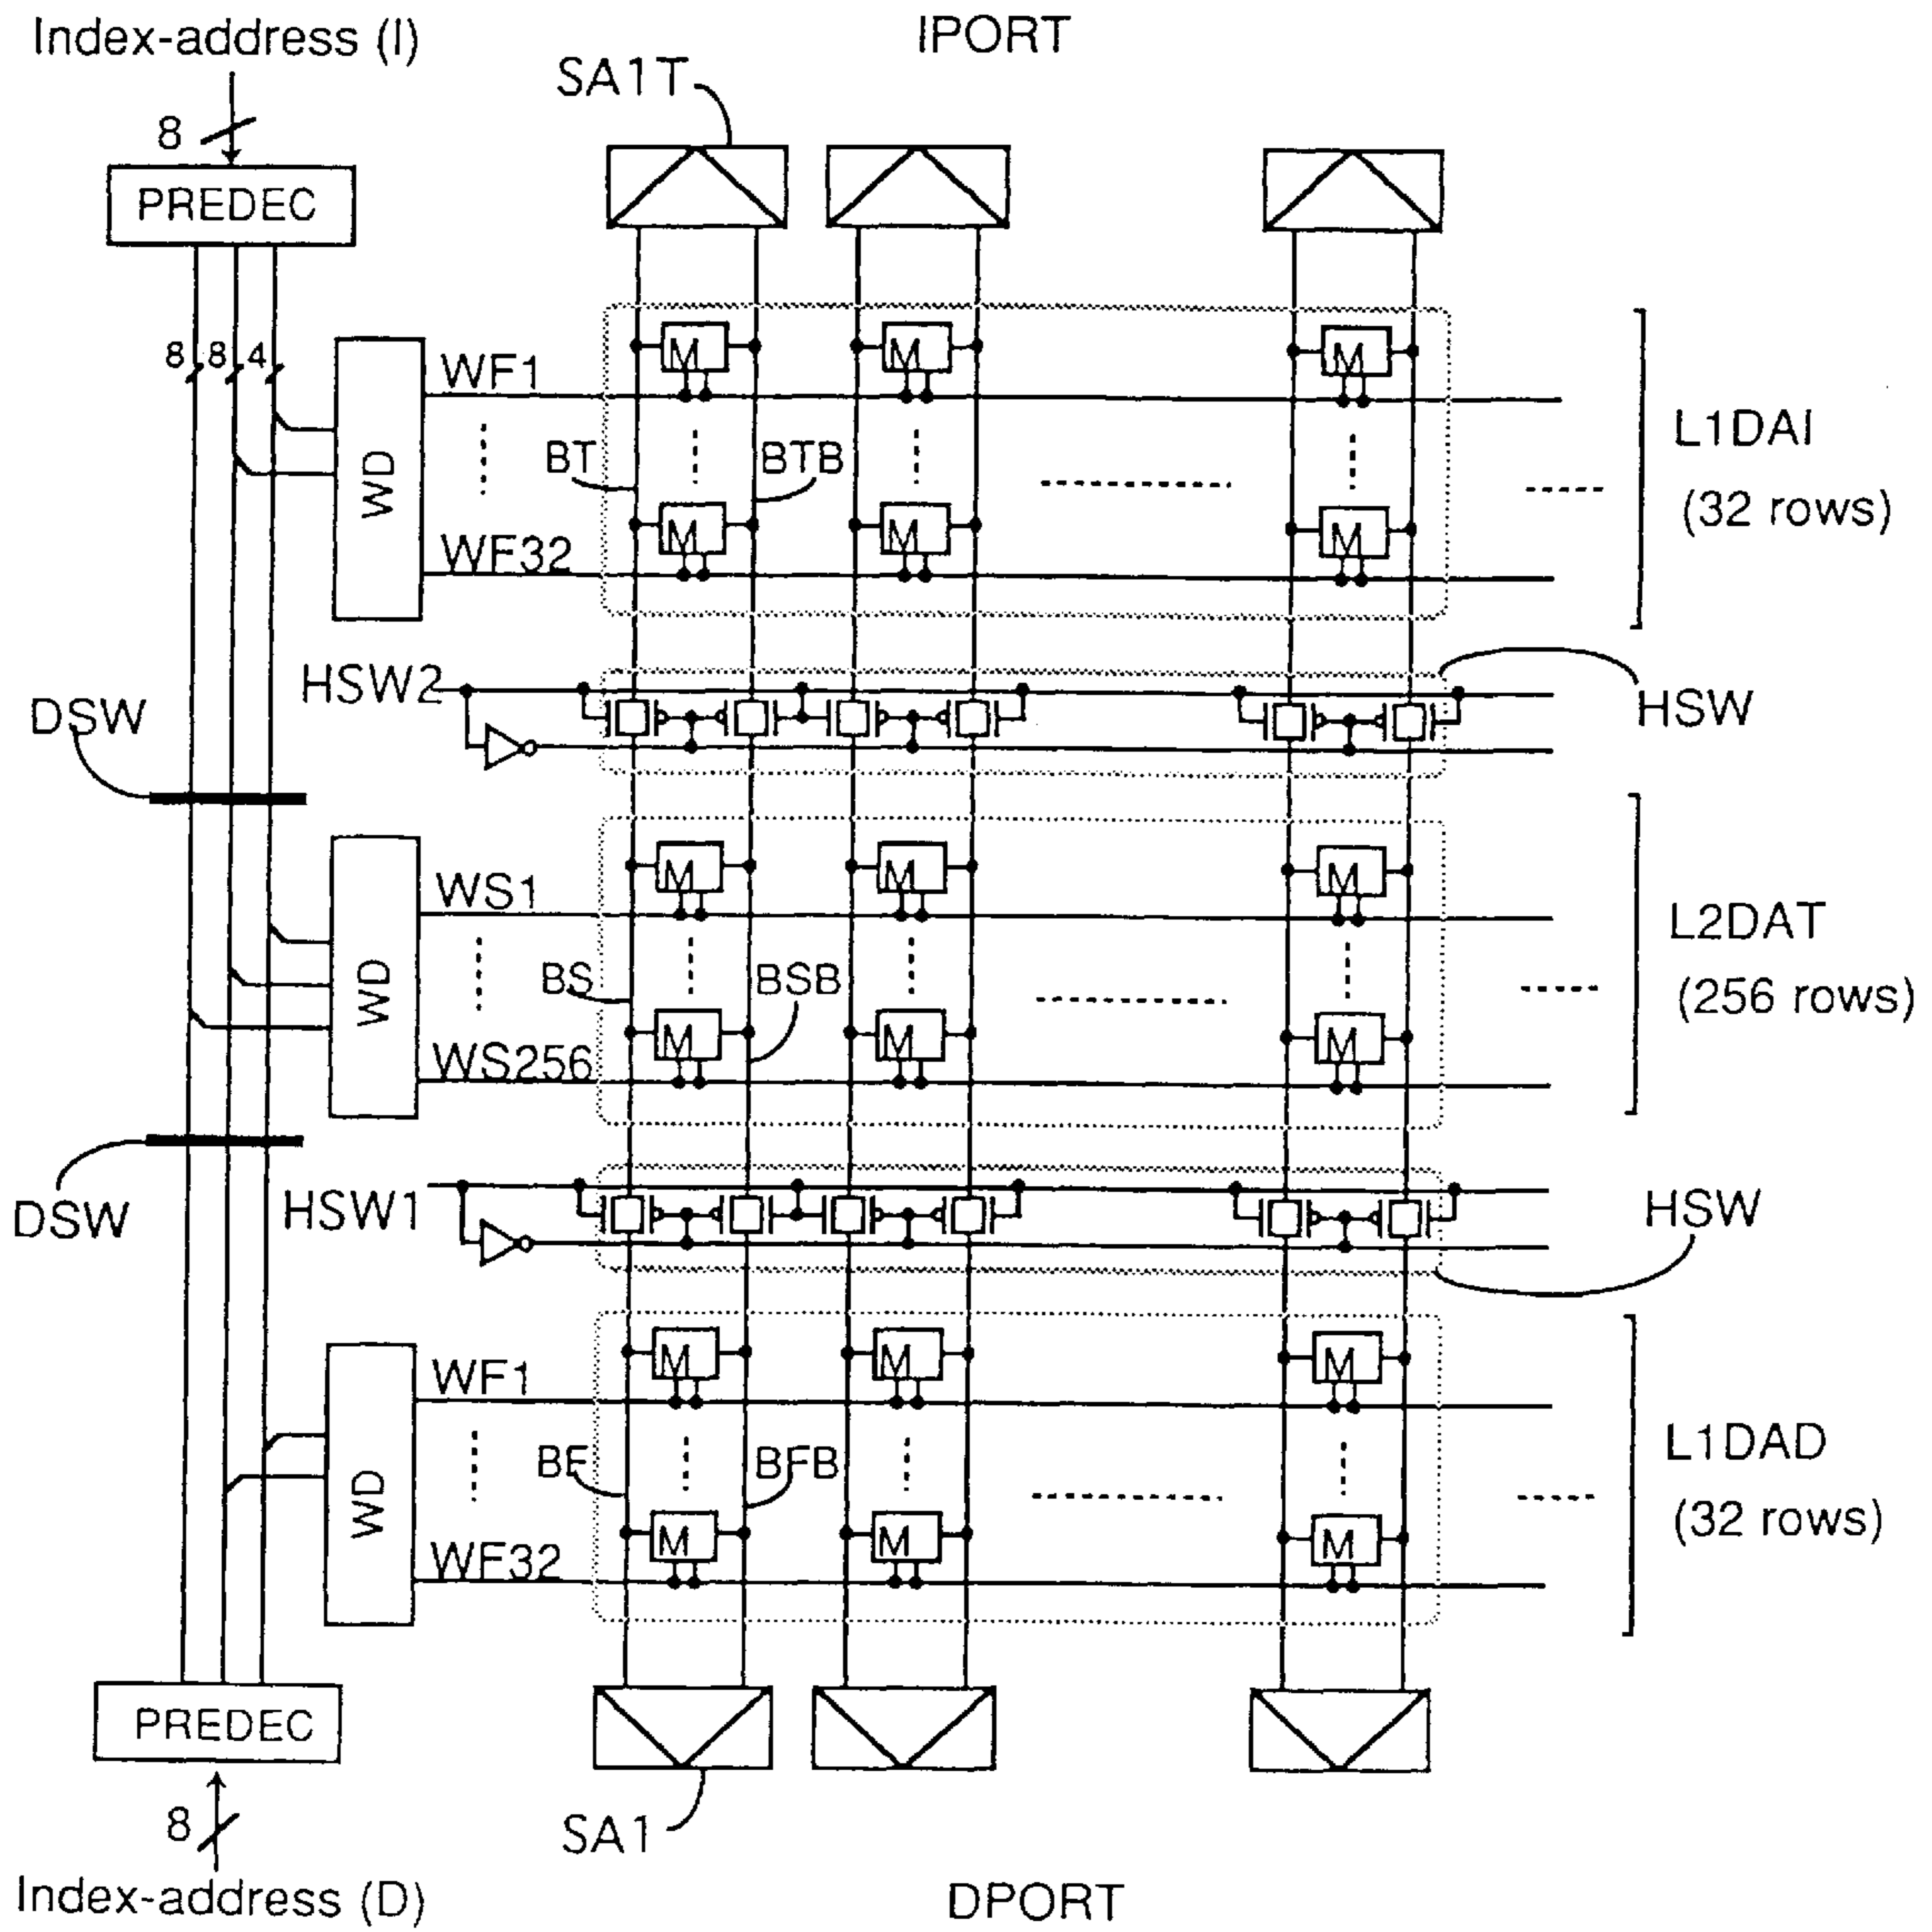 Index-address (I)
IPORT
SA1T
8
PREDEC
8 8 4
WD
WF1
M M M
BT
BTB
L1DAI
(32 rows)
M M M
WF32
HSW2
HSW
DSW
M M M
WS1
WD
L2DAT
(256 rows)
BS
BSB
M M M
WS256
DSW
HSW1
HSW
M M M
WF1
WD
L1DAD
(32 rows)
BF
BFB
M M M
WF32
PREDEC
8
SA1
Index-address (D)
DPORT